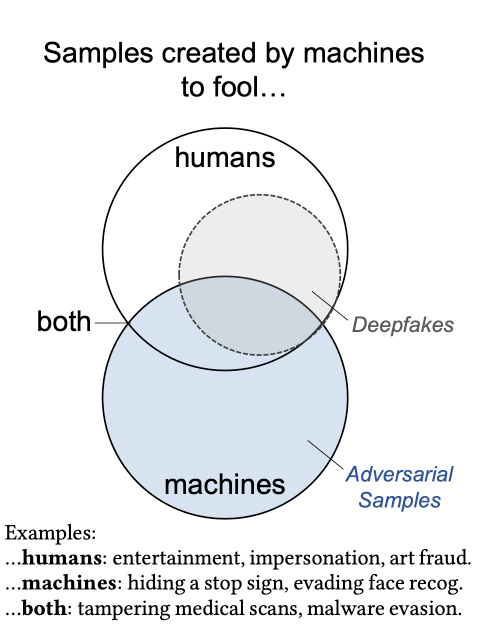 Samples created by machines
to fool…
humans
both
Deepfakes
machines
Adversarial
Samples
Examples:
…humans: entertainment, impersonation, art fraud.
…machines: hiding a stop sign, evading face recog.
…both: tampering medical scans, malware evasion.